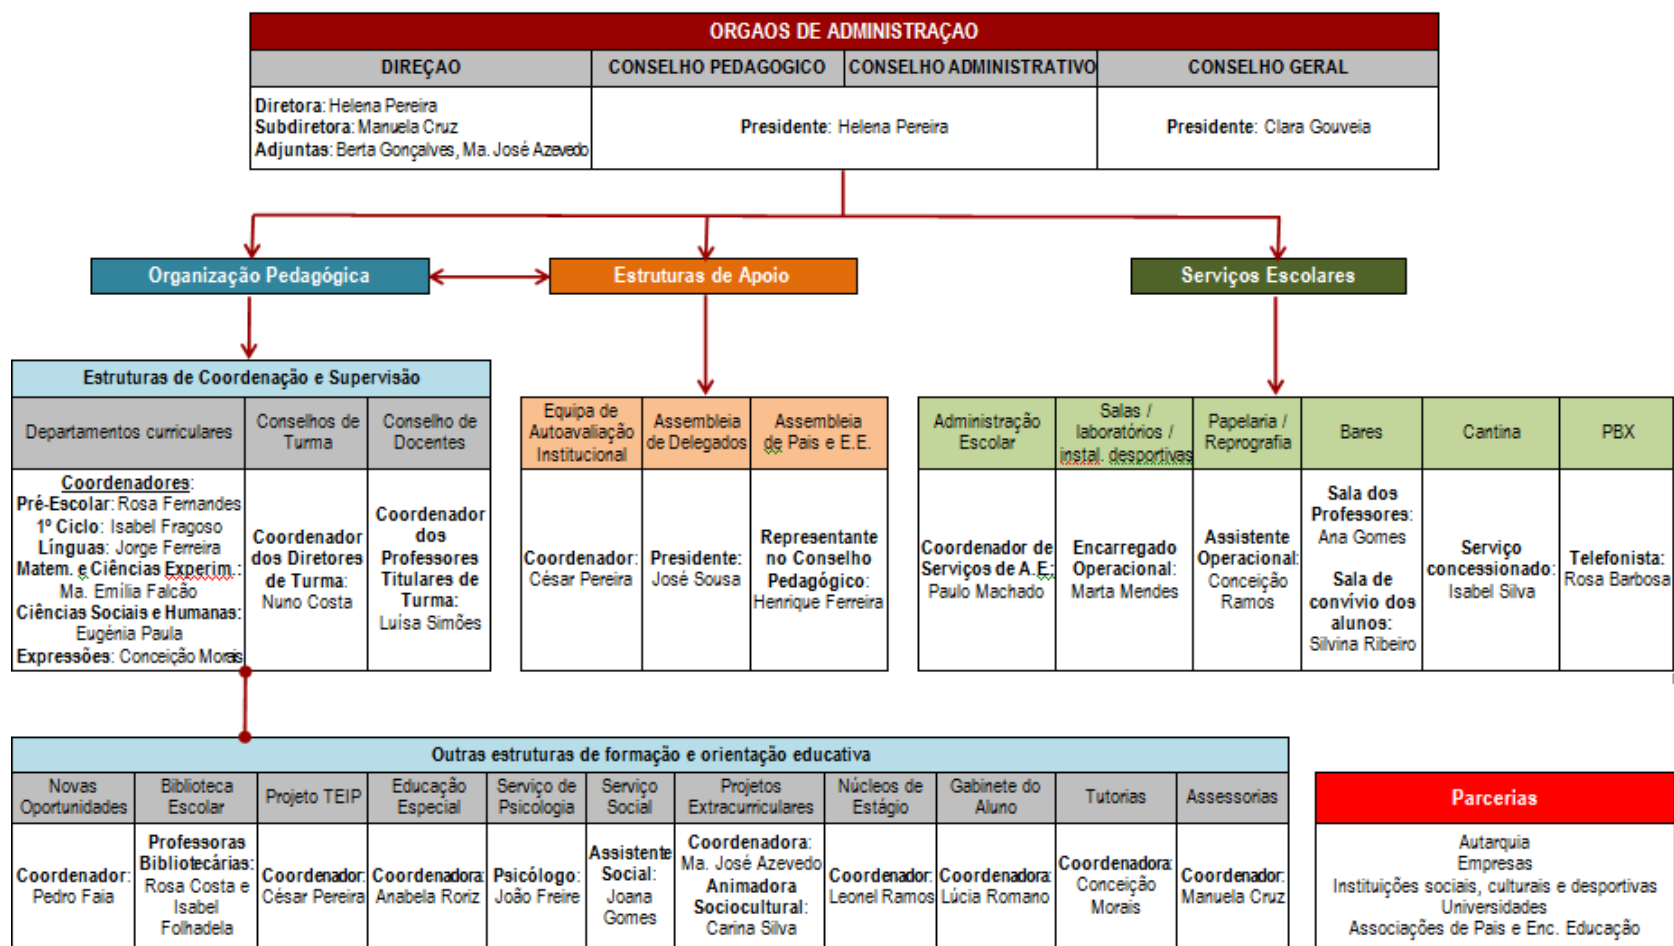 ORGAOS DE ADMINISTRAÇAO
DIREÇAO
CONSELHO PEDAGOGICO
CONSELHO ADMINISTRATIVO
CONSELHO GERAL
Diretora: Helena Pereira
Subdiretora: Manuela Cruz
Adjuntas: Berta Gonçalves, Ma. José Azevedo
Presidente: Helena Pereira
Presidente: Clara Gouveia
Organização Pedagógica
Estruturas de Apoio
Serviços Escolares
Estruturas de Coordenação e Supervisão
Departamentos curriculares
Conselhos de
Turma
Conselho de
Docentes
Coordenadores:
Pré-Escolar: Rosa Fernandes
1º Ciclo: Isabel Fragoso
Línguas: Jorge Ferreira
Matem. e Ciências Experim.:
Ma. Emília Falcão
Ciências Sociais e Humanas:
Eugénia Paula
Expressões: Conceição Morais
Coordenador
dos Diretores
de Turma:
Nuno Costa
Coordenador
dos
Professores
Titulares de
Turma:
Luísa Simões
Equipa de
Autoavaliação
Institucional
Assembleia
de Delegados
Assembleia
de Pais e E.E.
Coordenador:
César Pereira
Presidente:
José Sousa
Representante
no Conselho
Pedagógico:
Henrique Ferreira
Administração
Escolar
Salas /
laboratórios /
instal. desportivas
Papelaria /
Reprografia
Bares
Cantina
PBX
Coordenador de
Serviços de A.E:
Paulo Machado
Encarregado
Operacional:
Marta Mendes
Assistente
Operacional:
Conceição
Ramos
Sala dos
Professores:
Ana Gomes
Sala de
convívio dos
alunos:
Silvina Ribeiro
Serviço
concessionado:
Isabel Silva
Telefonista:
Rosa Barbosa
Outras estruturas de formação e orientação educativa
Novas
Oportunidades
Biblioteca
Escolar
Projeto TEIP
Educação
Especial
Serviço de
Psicologia
Serviço
Social
Projetos
Extracurriculares
Núcleos de
Estágio
Gabinete do
Aluno
Tutorias
Assessorias
Coordenador:
Pedro Faia
Professoras
Bibliotecárias:
Rosa Costa e
Isabel
Folhadela
Coordenador:
César Pereira
Coordenadora:
Anabela Roriz
Psicólogo:
João Freire
Assistente
Social:
Joana
Gomes
Coordenadora:
Ma. José Azevedo
Animadora
Sociocultural:
Carina Silva
Coordenador:
Leonel Ramos
Coordenadora:
Lúcia Romano
Coordenadora:
Conceição
Morais
Coordenador:
Manuela Cruz
Parcerias
Autarquia
Empresas
Instituições sociais, culturais e desportivas
Universidades
Associações de Pais e Enc. Educação